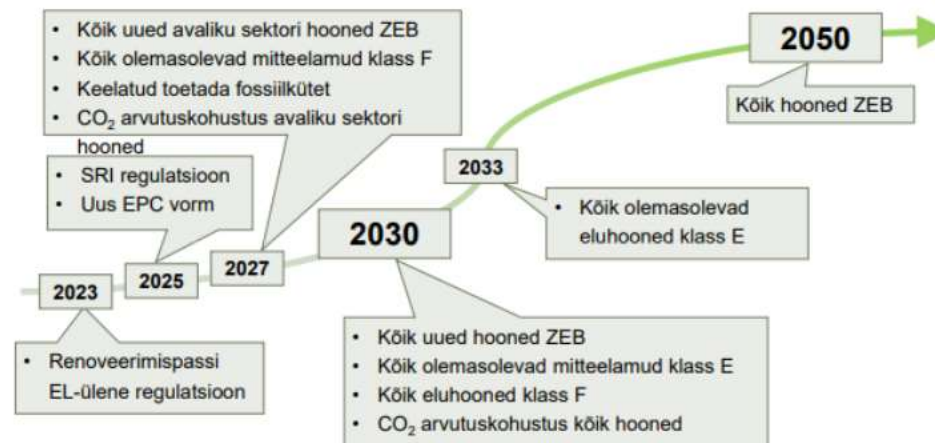 • Kõik uued avaliku sektori hooned ZEB
• Kõik olemasolevad mitteelamud klass F
• Keelatud toetada fossiilkütet
• CO₂ arvutuskohustus avaliku sektori
hooned
• SRI regulatsioon
• Uus EPC vorm
2023
2025
2027
2030
2033
2050
Kõik hooned ZEB
• Kõik olemasolevad
eluhooned klass E
• Renoveerimispassi
EL-ülene regulatsioon
• Kõik uued hooned ZEB
• Kõik olemasolevad mitteelamud klass E
• Kõik eluhooned klass F
• CO₂ arvutuskohustus kõik hooned